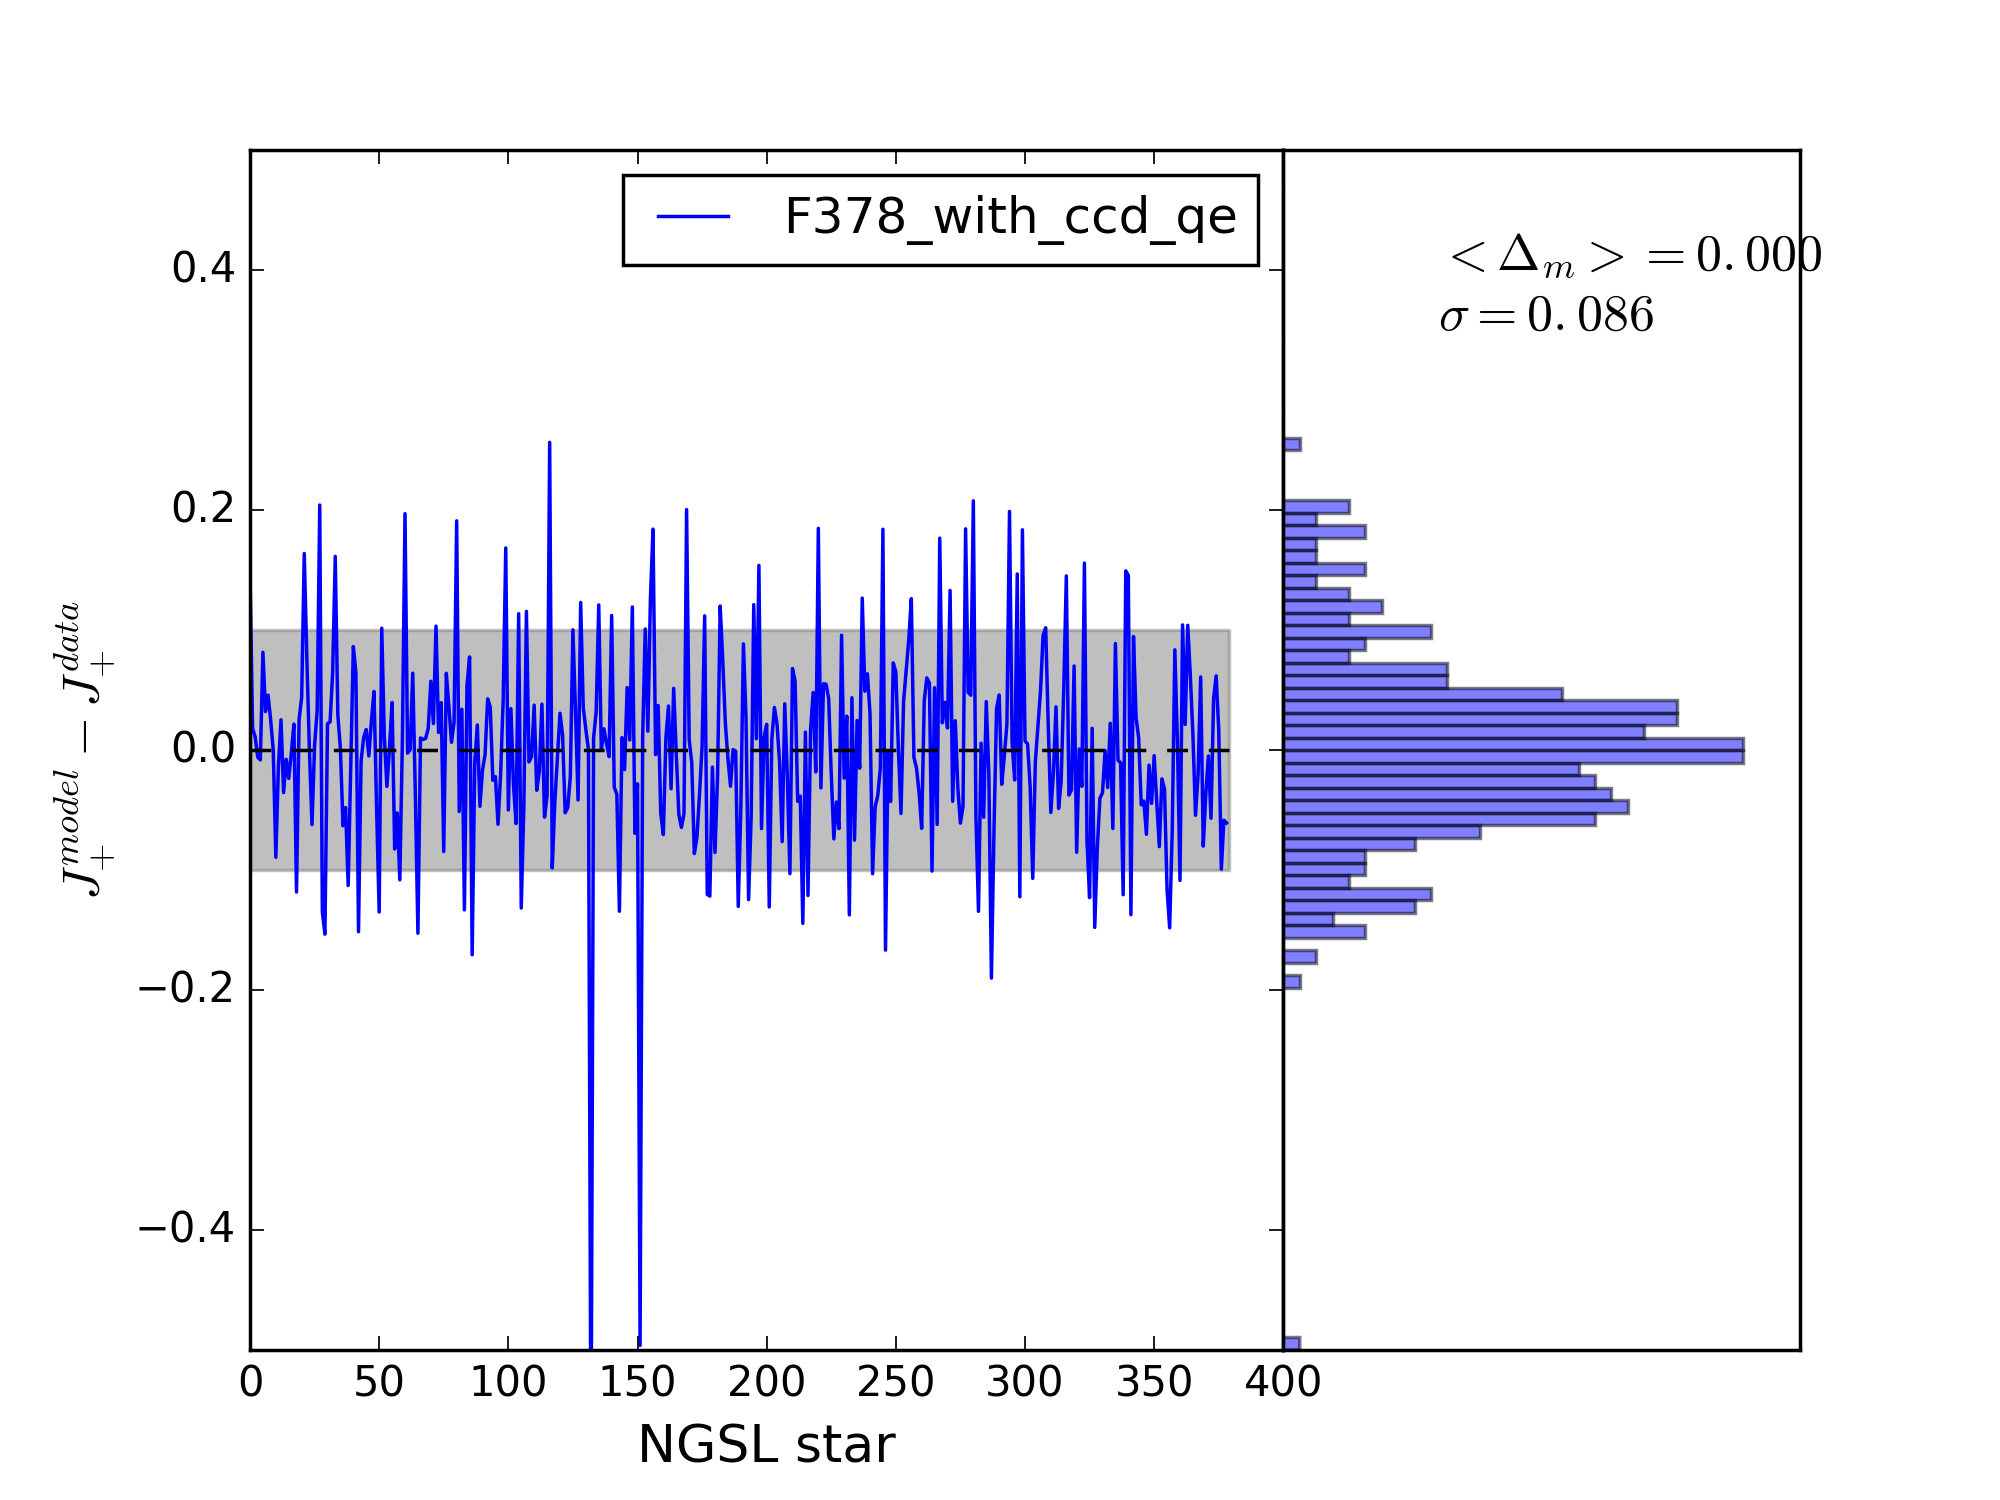 F378_with_ccd_qe
<Δm> = 0.000
σ = 0.086
0.4
0.2
0.0
−0.2
−0.4
J+^model − J+^data
0 50 100 150 200 250 300 350 400
NGSL star